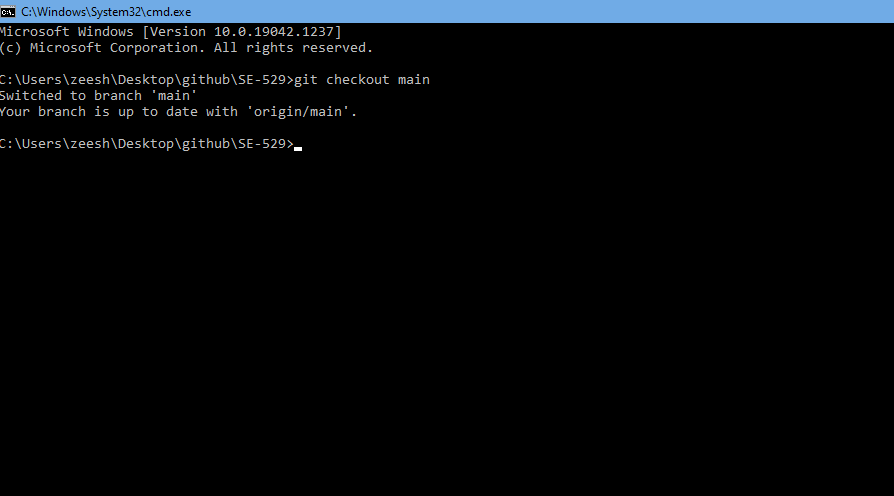 C:\Windows\System32\cmd.exe
Microsoft Windows [Version 10.0.19042.1237]
(c) Microsoft Corporation. All rights reserved.
C:\Users\zeesh\Desktop\github\SE-529>git checkout main
Switched to branch 'main'
Your branch is up to date with 'origin/main'.
C:\Users\zeesh\Desktop\github\SE-529>